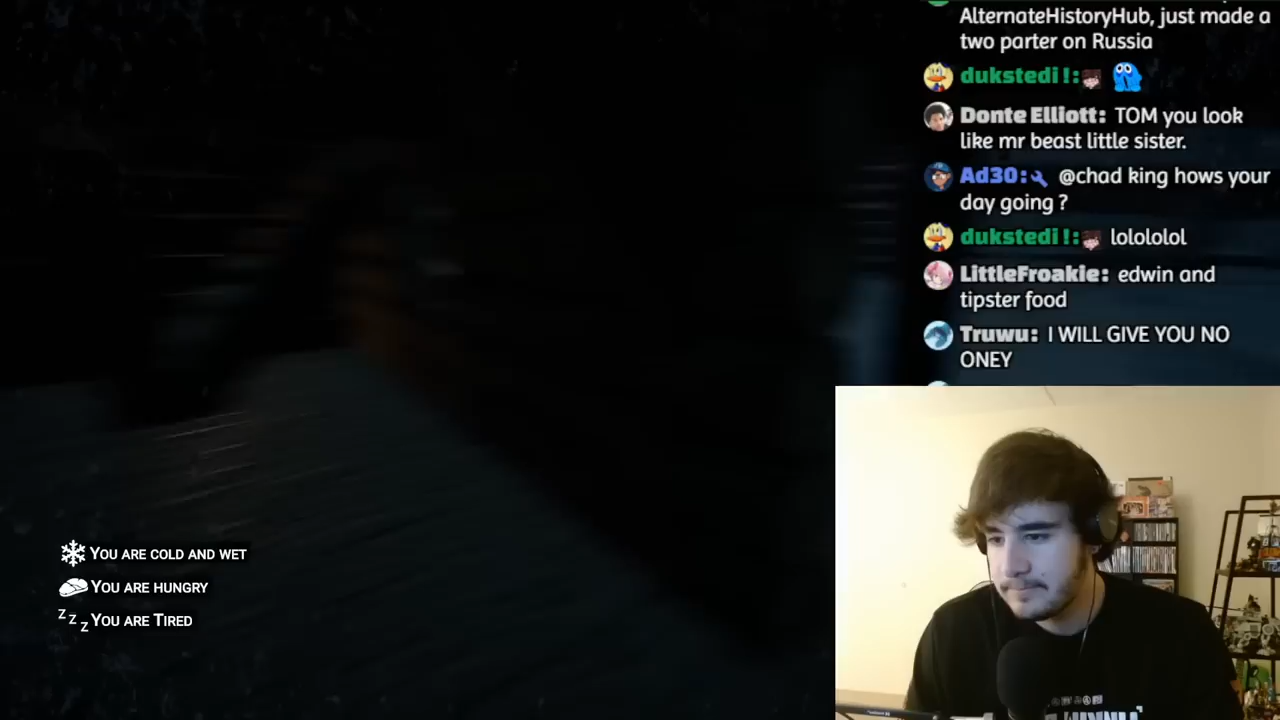 AlternateHistoryHub, just made a
two parter on Russia
dukstedi !:
Donte Elliott: TOM you look
like mr beast little sister.
Ad30: @chad king hows your
day going ?
dukstedi !: lolololol
LittleFroakie: edwin and
tipster food
Truwu: I WILL GIVE YOU NO
ONEY
YOU ARE COLD AND WET
YOU ARE HUNGRY
YOU ARE TIRED